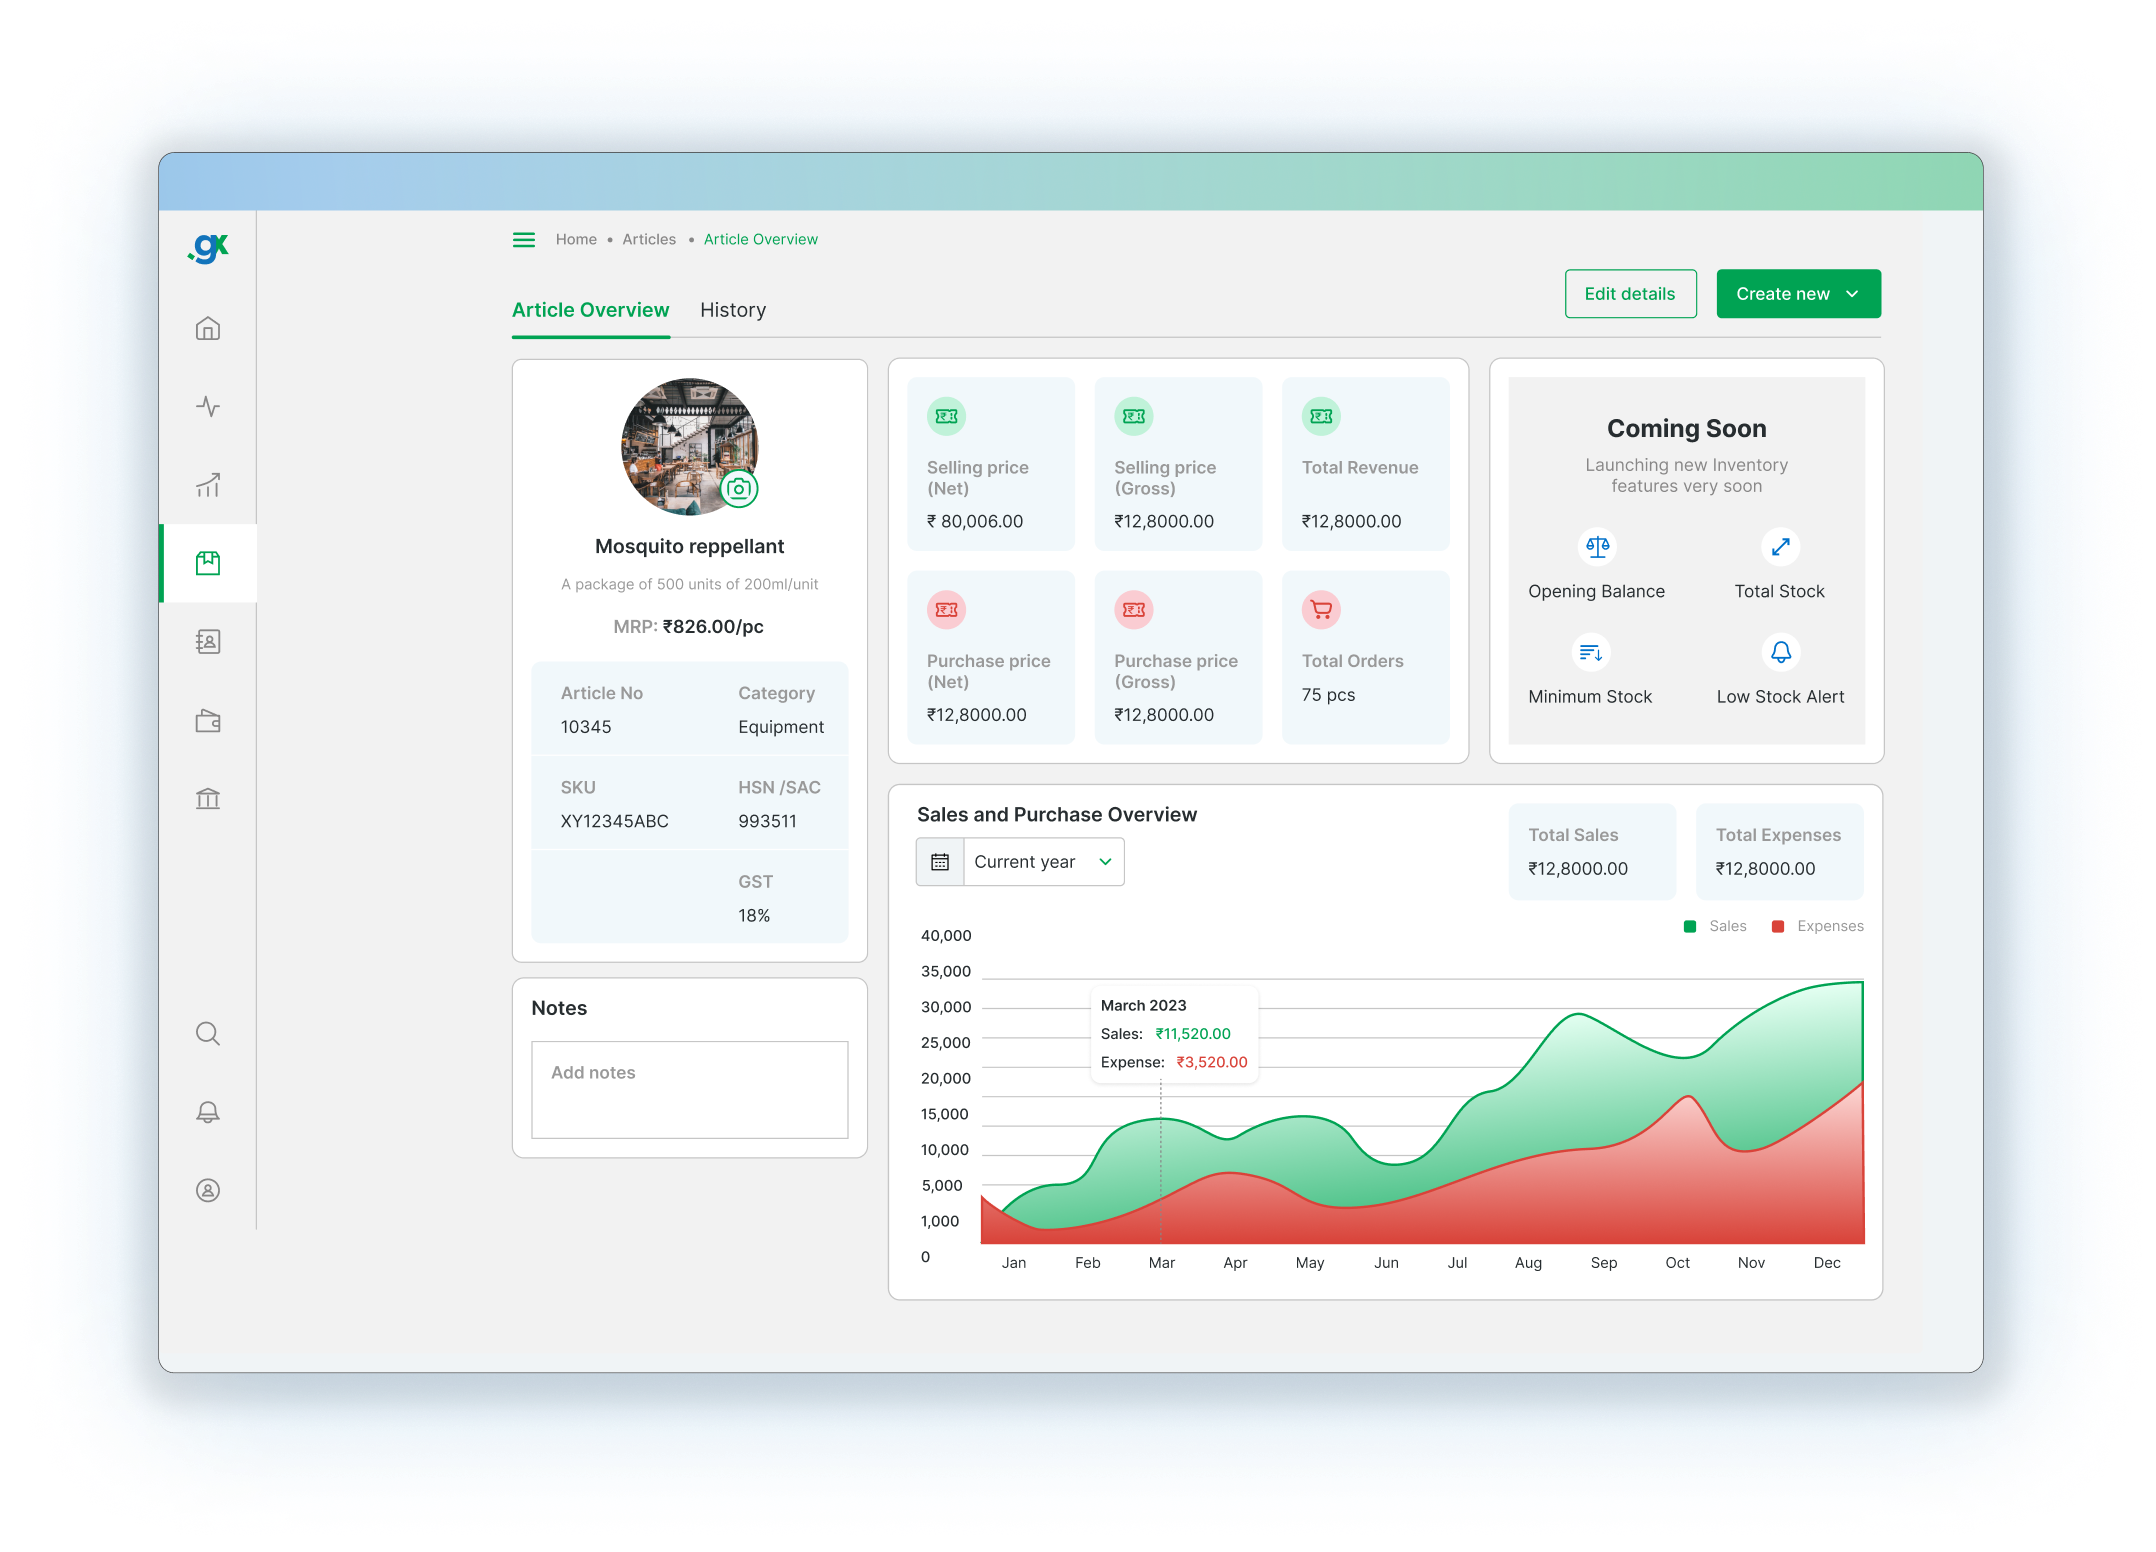 .gx
Home • Articles • Article Overview
Article Overview
History
Edit details
Create new
Mosquito reppellant
A package of 500 units of 200ml/unit
MRP: ₹826.00/pc
Article No
10345
Category
Equipment
SKU
XY12345ABC
HSN /SAC
993511
GST
18%
Notes
Add notes
Selling price
(Net)
₹ 80,006.00
Selling price
(Gross)
₹12,8000.00
Total Revenue
₹12,8000.00
Purchase price
(Net)
₹12,8000.00
Purchase price
(Gross)
₹12,8000.00
Total Orders
75 pcs
Coming Soon
Launching new Inventory
features very soon
Opening Balance
Total Stock
Minimum Stock
Low Stock Alert
Sales and Purchase Overview
Current year
Total Sales
₹12,8000.00
Total Expenses
₹12,8000.00
Sales
Expenses
40,000
35,000
30,000
25,000
20,000
15,000
10,000
5,000
1,000
0
March 2023
Sales: ₹11,520.00
Expense: ₹3,520.00
Jan Feb Mar Apr May Jun Jul Aug Sep Oct Nov Dec